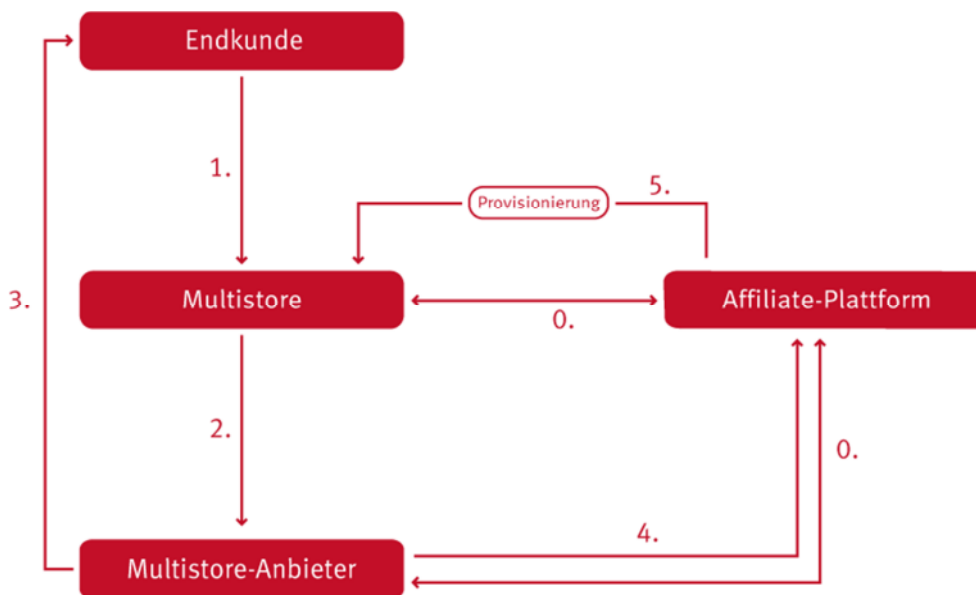 Endkunde
1.
5.
Provisionierung
3.
Multistore
0.
Affiliate-Plattform
2.
0.
4.
Multistore-Anbieter